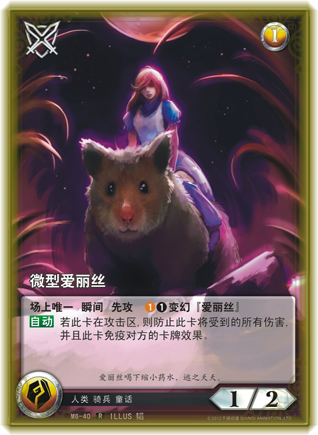 1
微型爱丽丝
场上唯一 瞬间 先攻 1 1 变幻『爱丽丝』
自动 若此卡在攻击区,则防止此卡将受到的所有伤害,
并且此卡免疫对方的卡牌效果。
爱丽丝喝下缩小药水，逃之夭夭。
人类 骑兵 童话
1/2
R ILLUS